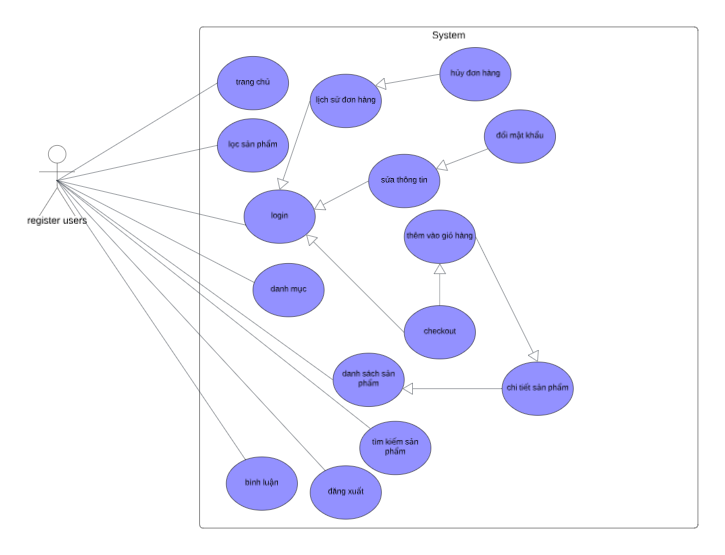 System
trang chủ
hủy đơn hàng
lịch sử đơn hàng
đổi mật khẩu
lọc sản phẩm
sửa thông tin
login
register users
thêm vào giỏ hàng
danh mục
checkout
danh sách sản
phẩm
chi tiết sản phẩm
tìm kiếm sản
phẩm
bình luận
đăng xuất